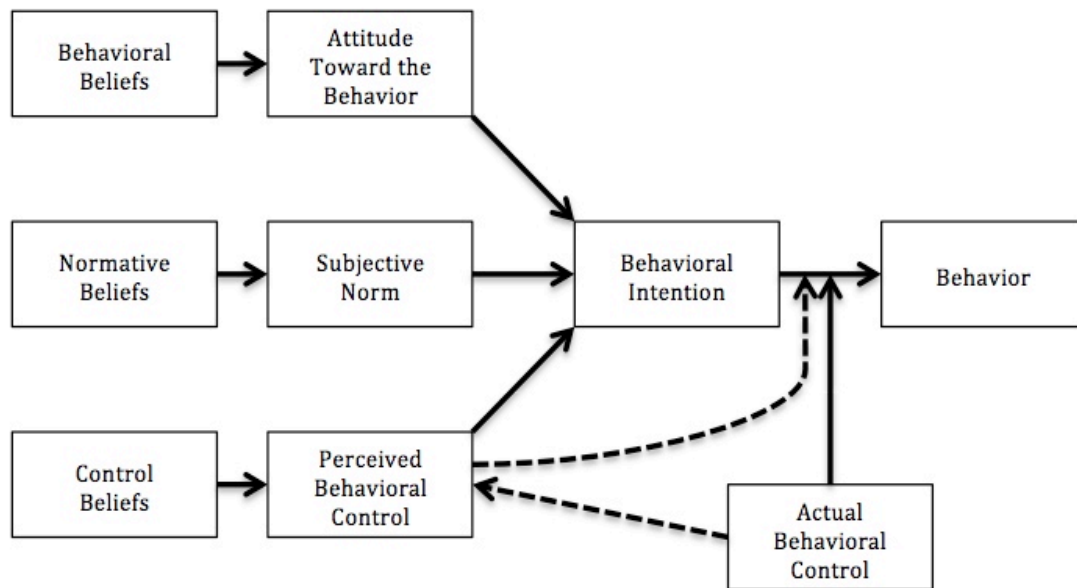 Behavioral
Beliefs
Attitude
Toward the
Behavior
Normative
Beliefs
Subjective
Norm
Behavioral
Intention
Behavior
Control
Beliefs
Perceived
Behavioral
Control
Actual
Behavioral
Control